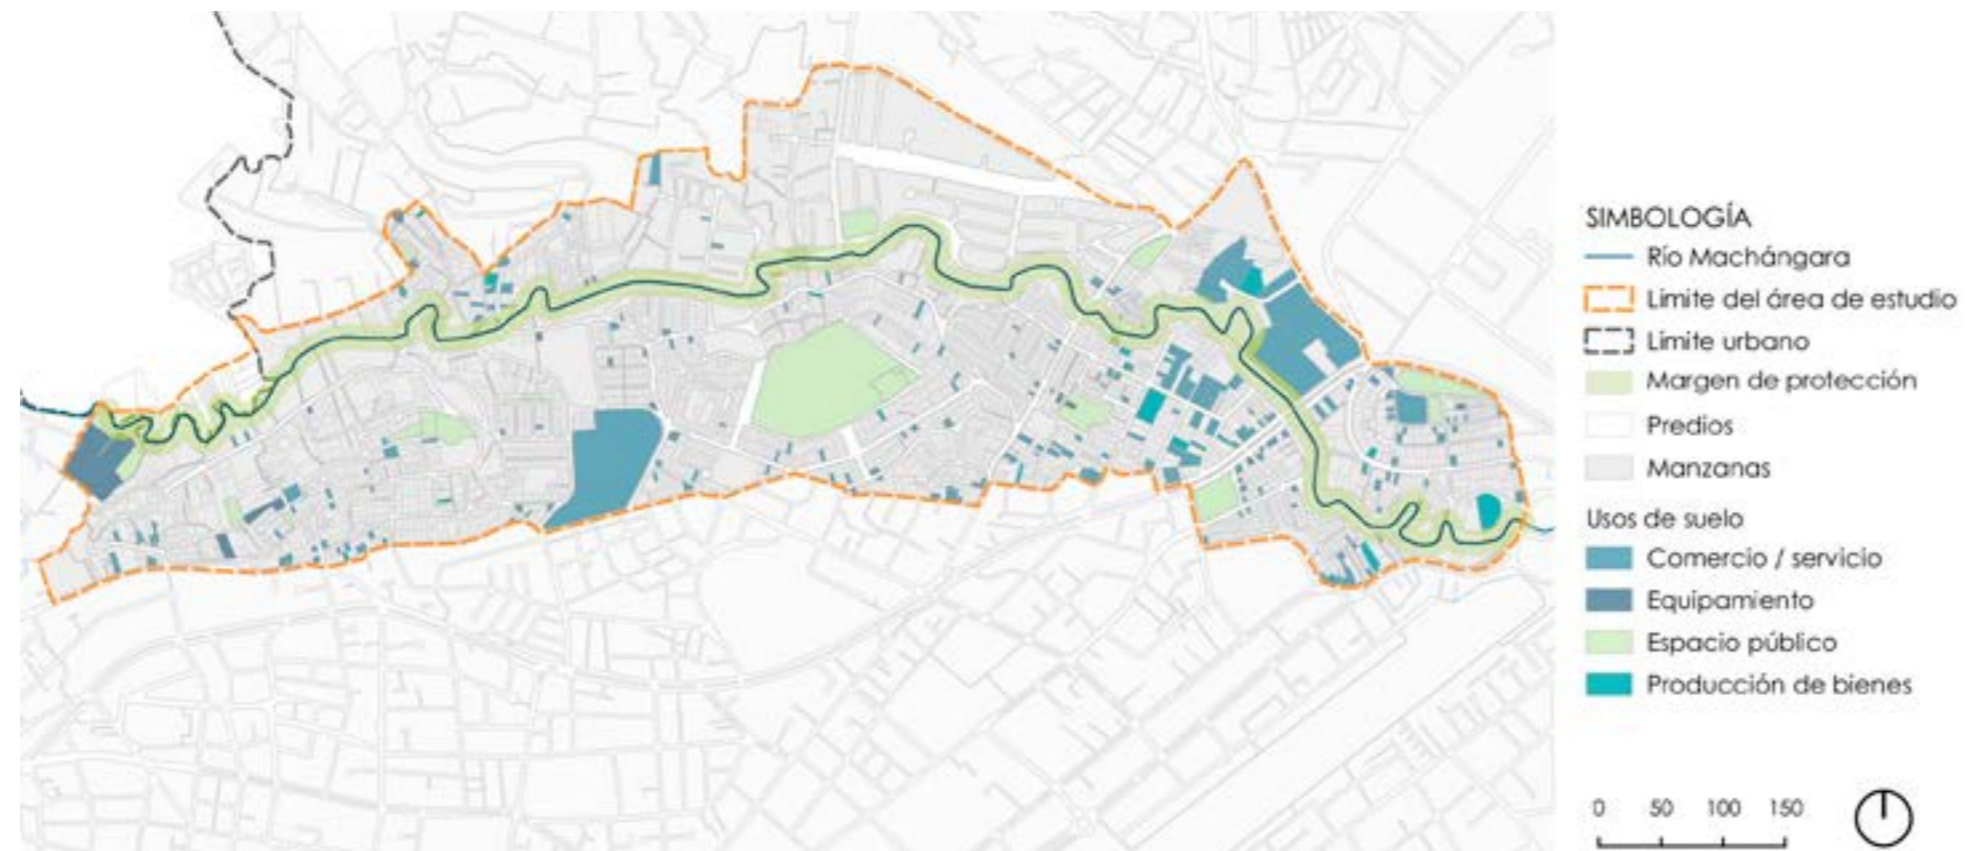 SIMBOLOGÍA
Río Machángara
Limite del área de estudio
Limite urbano
Margen de protección
Predios
Manzanas
Usos de suelo
Comercio / servicio
Equipamiento
Espacio público
Producción de bienes
0 50 100 150